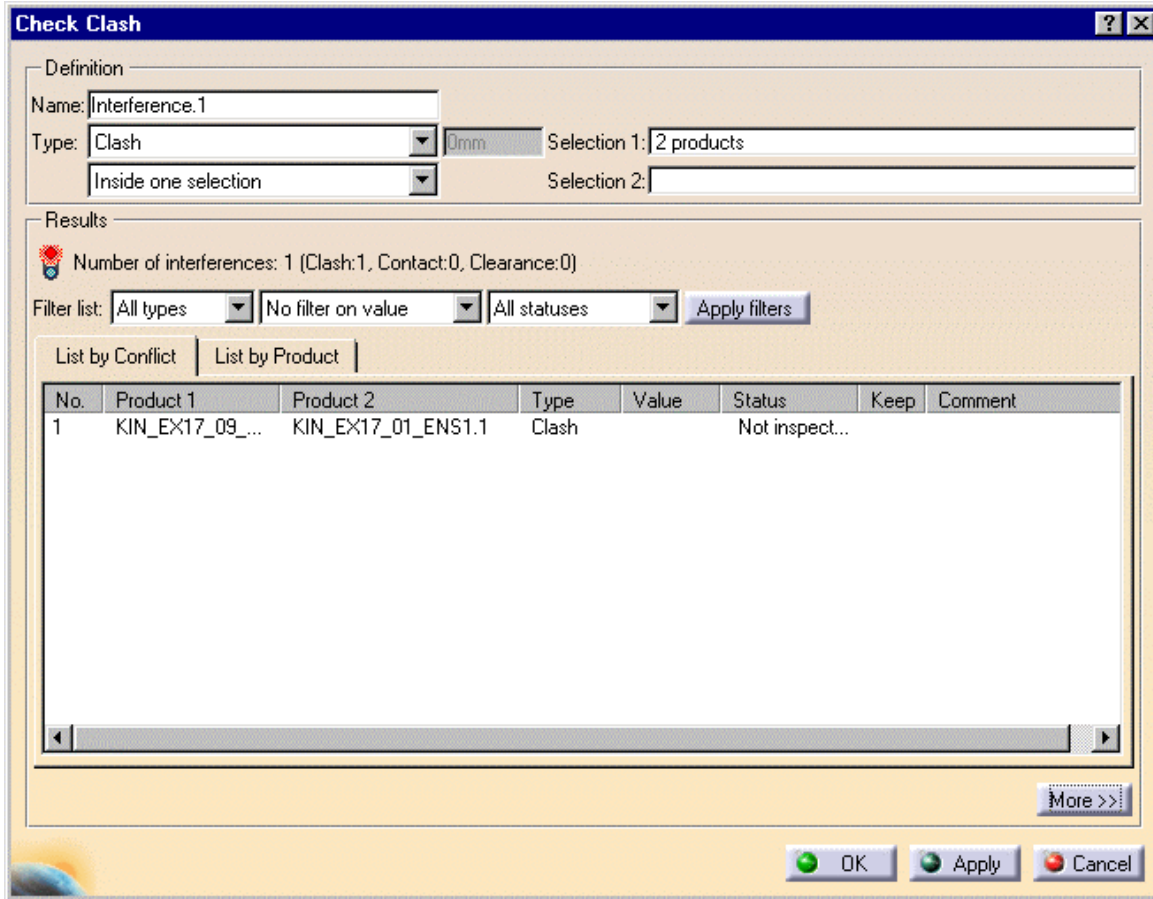 Check Clash
Definition
Name: Interference.1
Type: Clash 0mm Selection 1: 2 products
Inside one selection Selection 2:
Results
Number of interferences: 1 (Clash:1, Contact:0, Clearance:0)
Filter list: All types No filter on value All statuses Apply filters
List by Conflict List by Product
No. Product 1 Product 2 Type Value Status Keep Comment
1 KIN_EX17_09_... KIN_EX17_01_ENS1.1 Clash Not inspect...
More >>
OK Apply Cancel